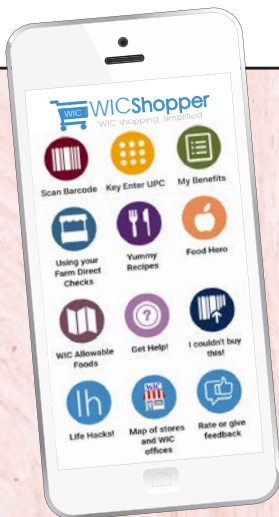 WIC WICShopper
WIC shopping, simplified
Scan Barcode Key Enter UPC My Benefits
Using your
Farm Direct
Checks
Yummy
Recipes
Food Hero
WIC Allowable
Foods
Get Help!
I couldn't buy
this!
lh
Life Hacks!
WIC
Map of stores
and WIC
offices
Rate or give
feedback